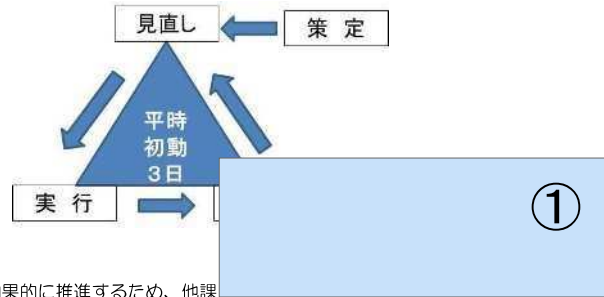 見直し
策 定
平時
初動
3日
実 行
①
果的に推進するため、他課